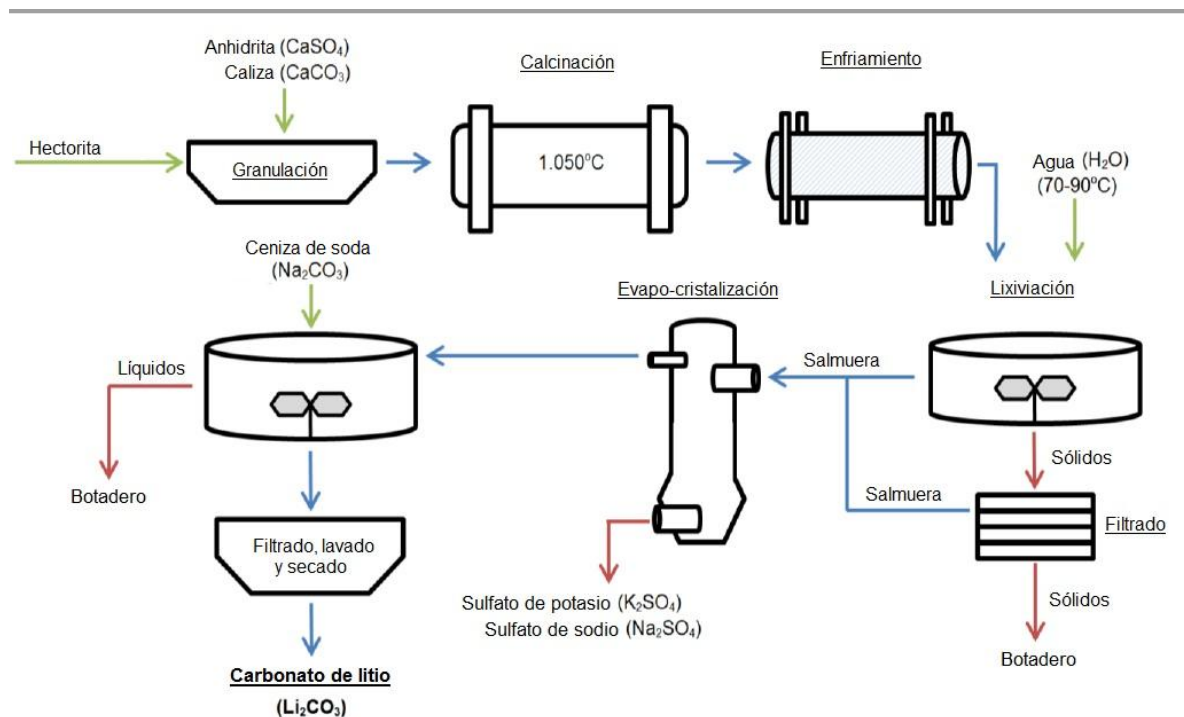 Anhidrita (CaSO₄)
Caliza (CaCO₃)
Calcinación
Enfriamiento
Hectorita
Granulación
1.050°C
Agua (H₂O)
(70-90ºC)
Ceniza de soda
(Na₂CO₃)
Evapo-cristalización
Lixiviación
Líquidos
Salmuera
Sólidos
Botadero
Salmuera
Filtrado
Filtrado, lavado
y secado
Sulfato de potasio (K₂SO₄)
Sulfato de sodio (Na₂SO₄)
Sólidos
Botadero
Carbonato de litio
(Li₂CO₃)